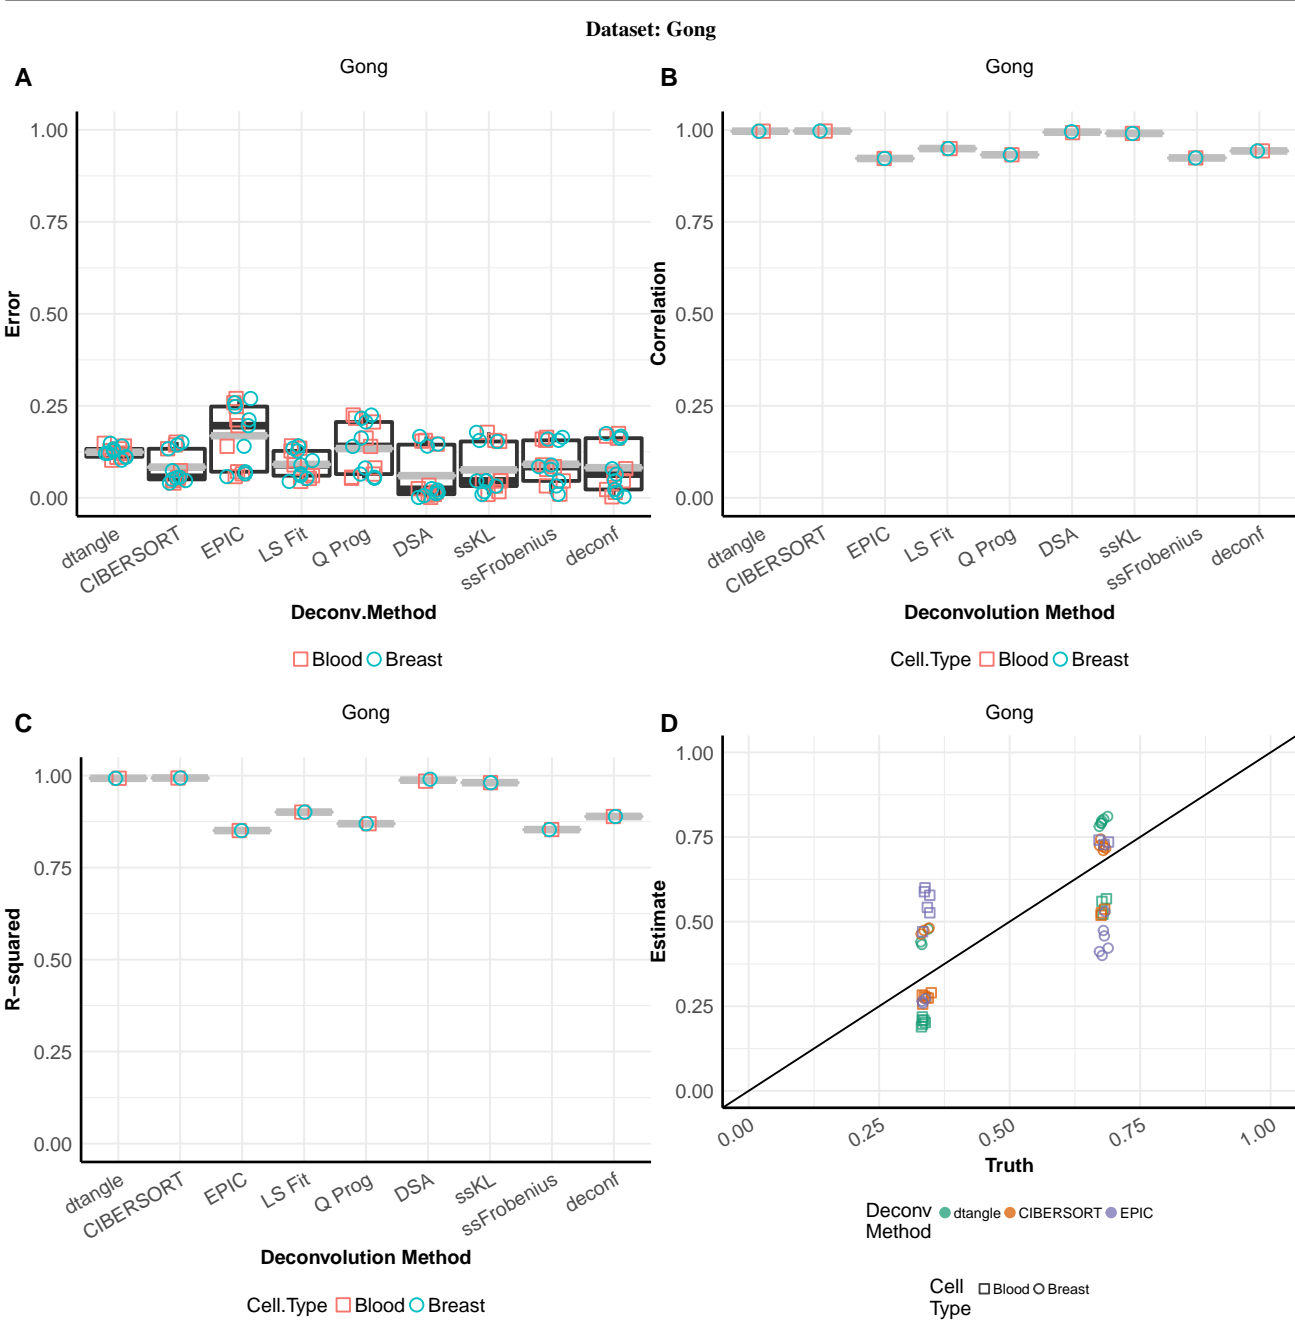 Dataset: Gong
A
Gong
1.00
0.75
0.50
0.25
0.00
Error
dtangle
CIBERSORT
EPIC
LS Fit
Q Prog
DSA
ssKL
ssFrobenius
deconf
Deconv.Method
Blood Breast
B
Gong
1.00
0.75
0.50
0.25
0.00
Correlation
dtangle
CIBERSORT
EPIC
LS Fit
Q Prog
DSA
ssKL
ssFrobenius
deconf
Deconvolution Method
Cell.Type Blood Breast
C
Gong
1.00
0.75
0.50
0.25
0.00
R−squared
dtangle
CIBERSORT
EPIC
LS Fit
Q Prog
DSA
ssKL
ssFrobenius
deconf
Deconvolution Method
Cell.Type Blood Breast
D
Gong
1.00
0.75
0.50
0.25
0.00
Estimate
0.00
0.25
0.50
0.75
1.00
Truth
Deconv
Method
dtangle CIBERSORT EPIC
Cell
Type
Blood Breast